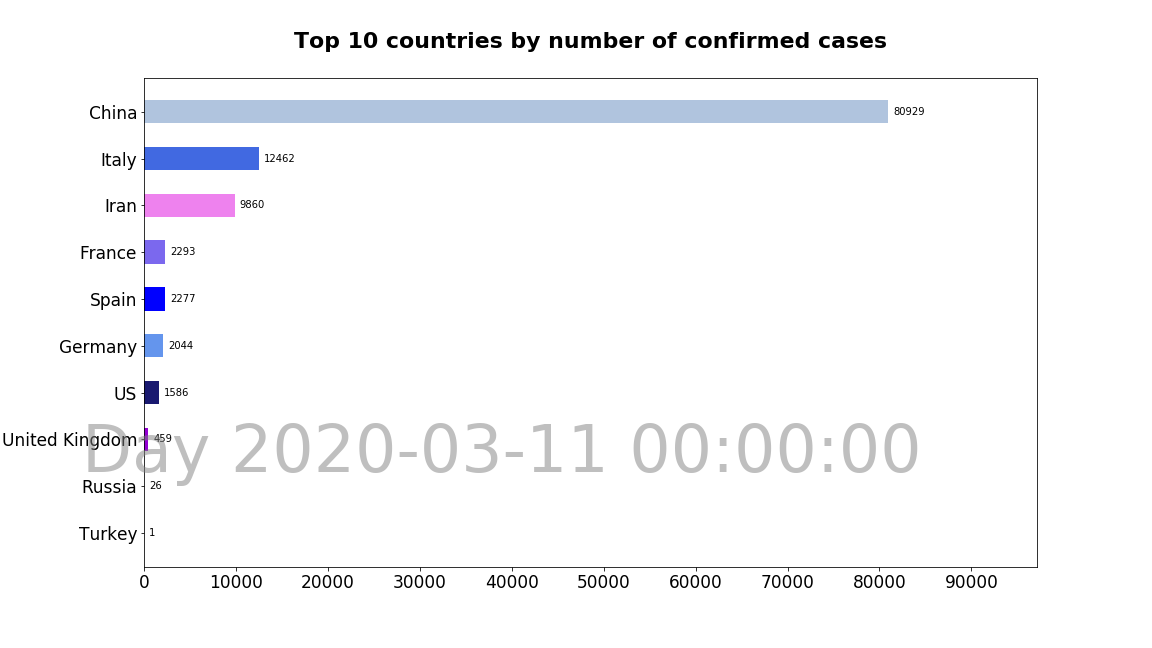 Top 10 countries by number of confirmed cases
China 80929
Italy 12462
Iran 9860
France 2293
Spain 2277
Germany 2044
US 1586
United Kingdom 459
Day 2020-03-11 00:00:00
Russia 26
Turkey 1
0 10000 20000 30000 40000 50000 60000 70000 80000 90000